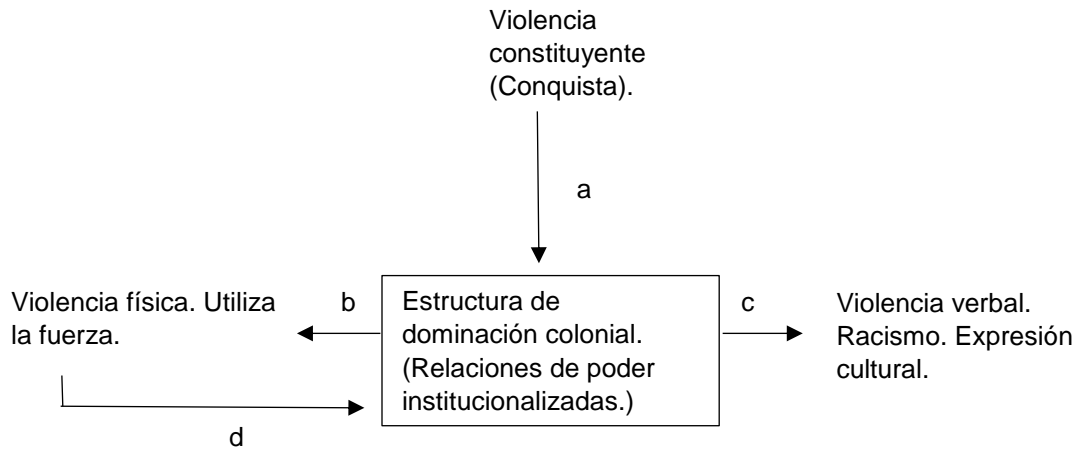 Violencia
constituyente
(Conquista).
a
Violencia física. Utiliza
la fuerza.
b
Estructura de
dominación colonial.
(Relaciones de poder
institucionalizadas.)
c
Violencia verbal.
Racismo. Expresión
cultural.
d